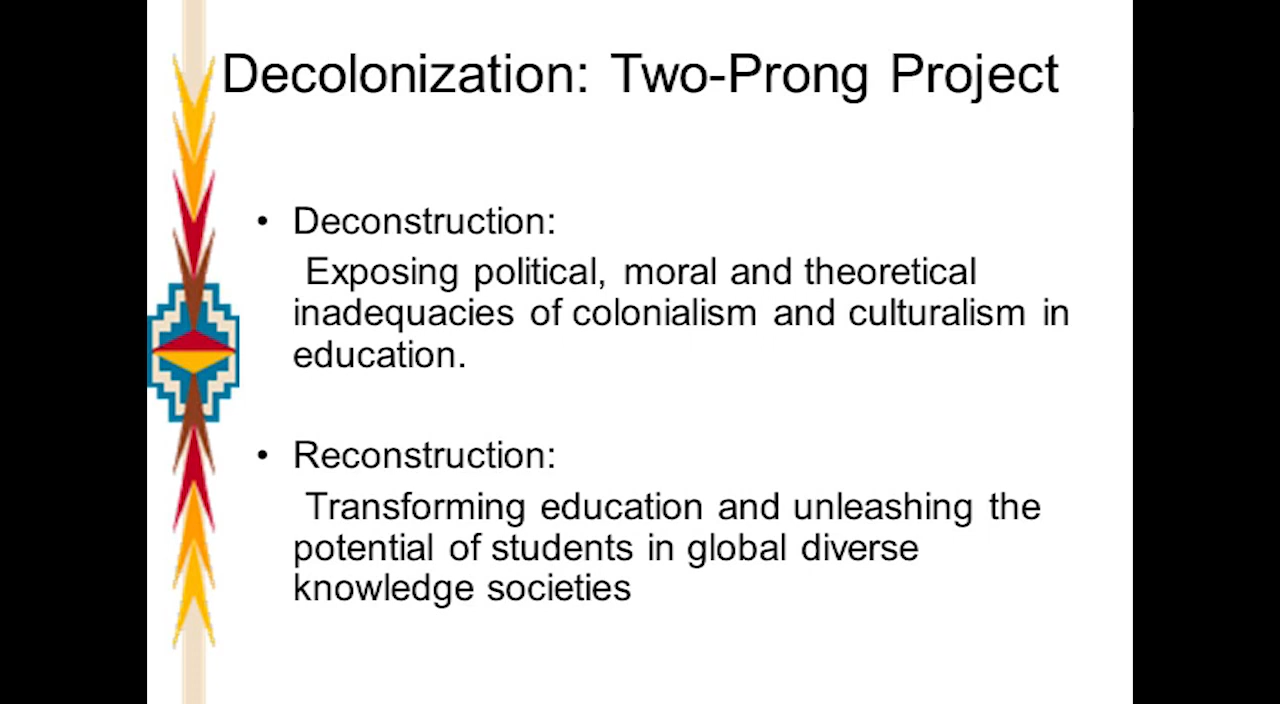 Decolonization: Two-Prong Project
• Deconstruction:
Exposing political, moral and theoretical
inadequacies of colonialism and culturalism in
education.
• Reconstruction:
Transforming education and unleashing the
potential of students in global diverse
knowledge societies